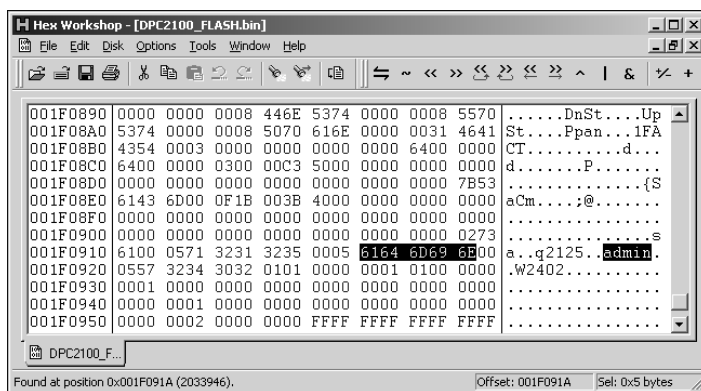 Hex Workshop - [DPC2100_FLASH.bin]
File Edit Disk Options Tools Window Help
001F0890 0000 0000 0008 446E 5374 0000 0008 5570 ......DnSt....Up
001F08A0 5374 0000 0008 5070 616E 0000 0031 4641 St....Ppan...1FA
001F08B0 4354 0003 0000 0000 0000 0000 6400 0000 CT..........d...
001F08C0 6400 0000 0300 00C3 5000 0000 0000 0000 d.......P.......
001F08D0 0000 0000 0000 0000 0000 0000 0000 7B53 ..............{S
001F08E0 6143 6D00 0F1B 003B 4000 0000 0000 0000 aCm....;@.......
001F08F0 0000 0000 0000 0000 0000 0000 0000 0000 ................
001F0900 0000 0000 0000 0000 0000 0000 0000 0273 ...............s
001F0910 6100 0571 3231 3235 0005 6164 6D69 6E00 a..q2125..admin.
001F0920 0557 3234 3032 0101 0000 0001 0100 0000 .W2402..........
001F0930 0001 0000 0000 0000 0000 0000 0000 0000 ................
001F0940 0000 0001 0000 0000 0000 0000 0000 0000 ................
001F0950 0000 0002 0000 0000 FFFF FFFF FFFF FFFF ................
DPC2100_F...
Found at position 0x001F091A (2033946). Offset: 001F091A Sel: 0x5 bytes